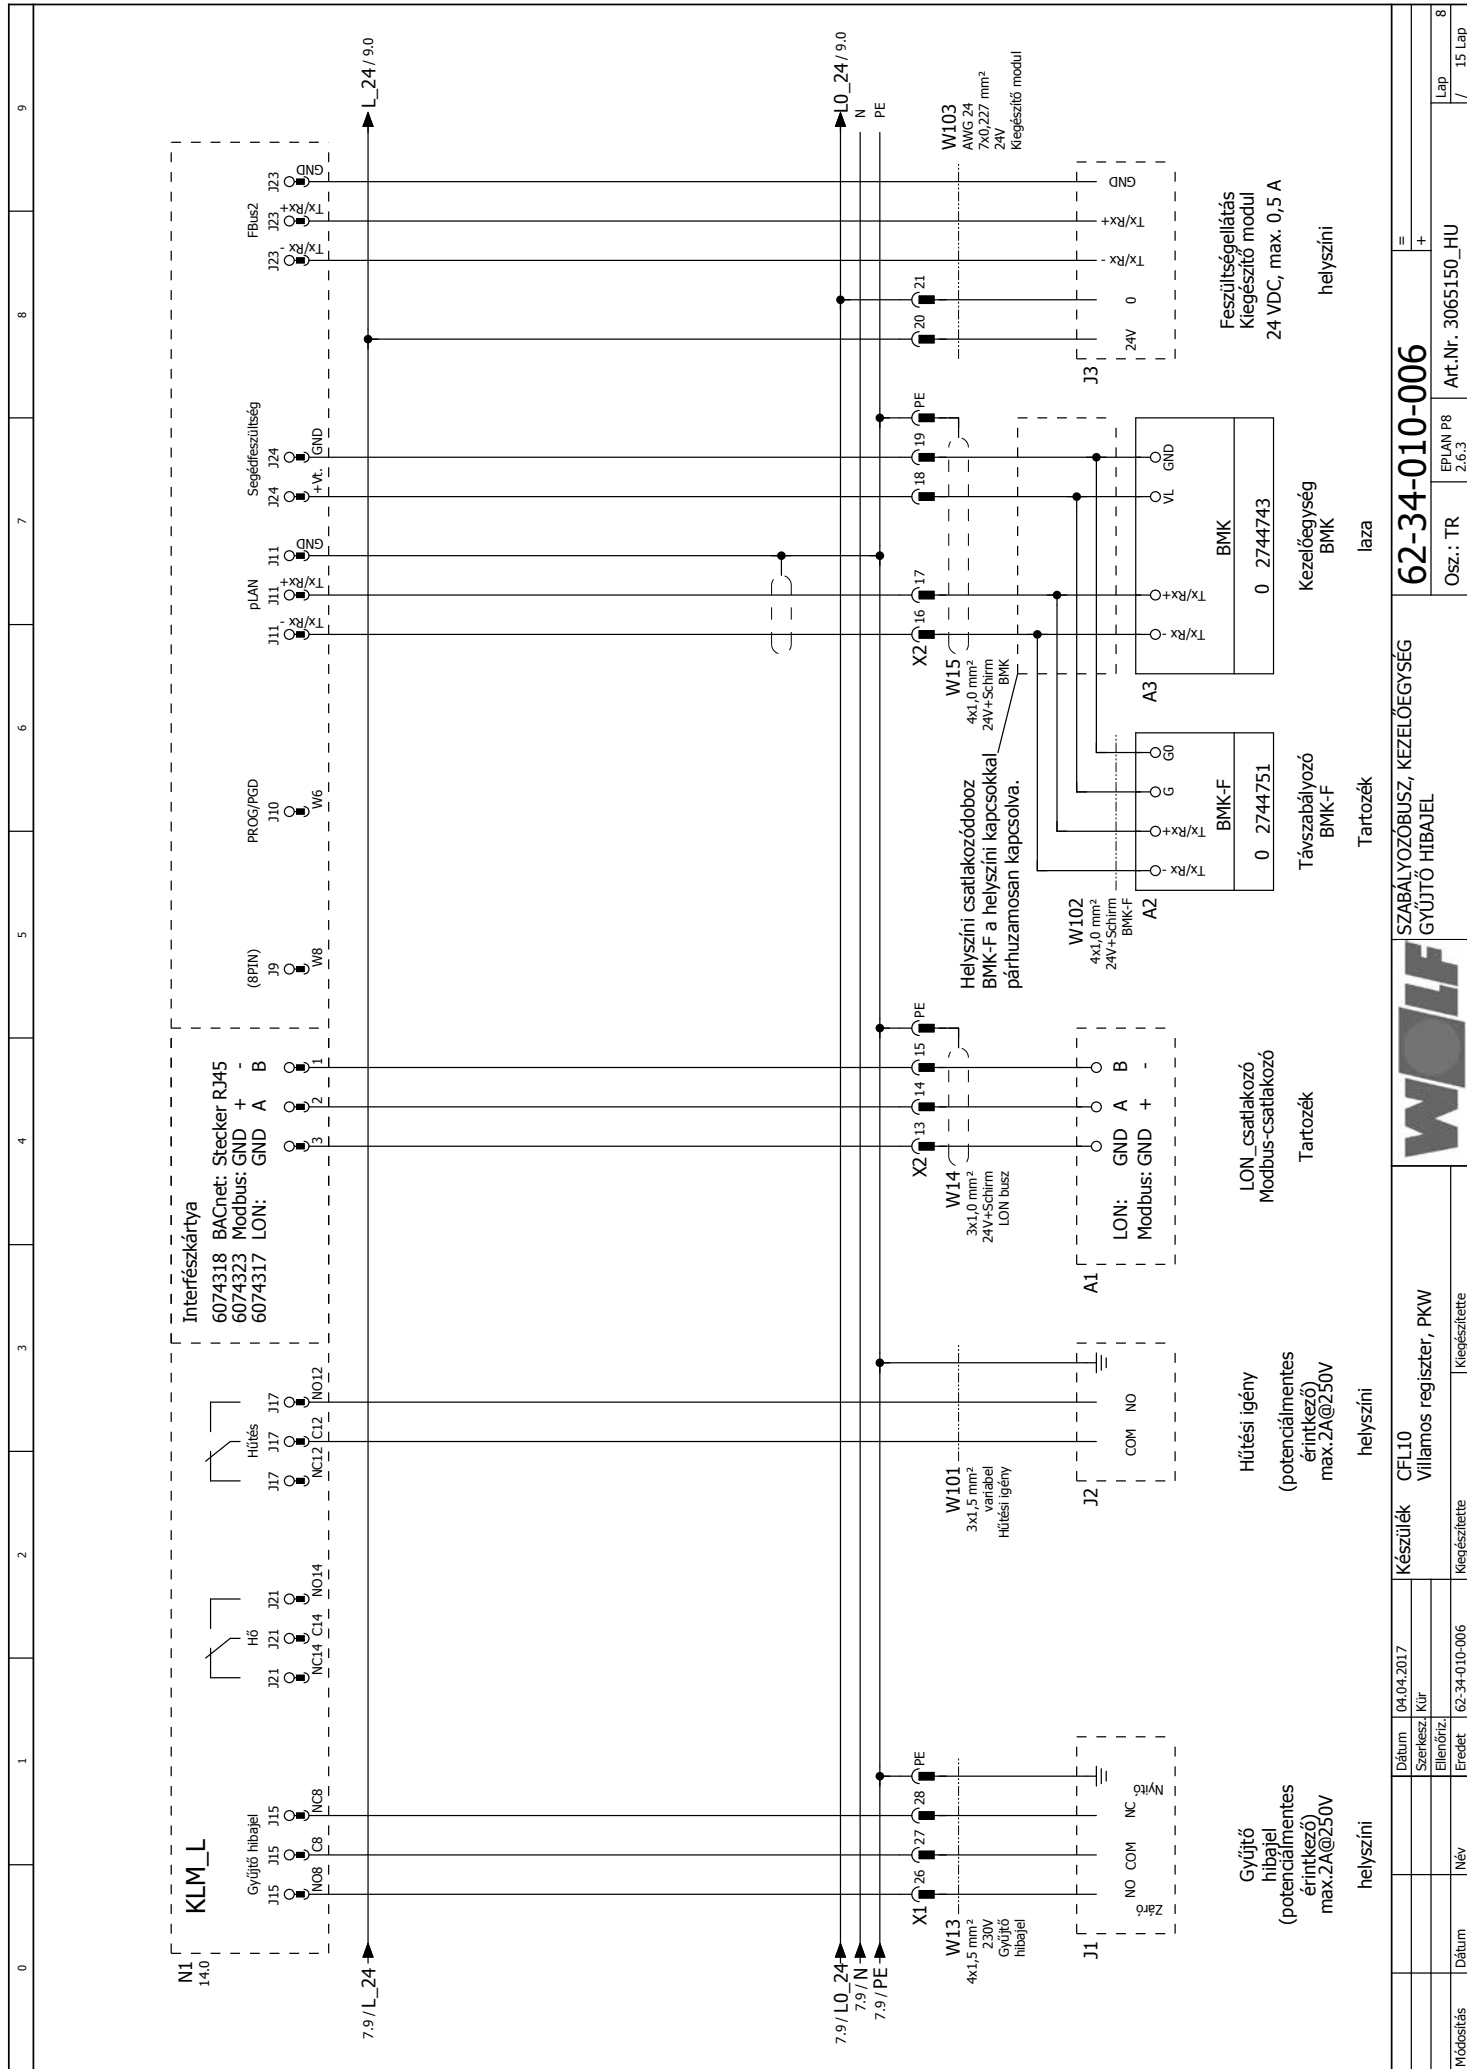 0 1 2 3 4 5 6 7 8 9
N1
14.0
KLM_L
Gyűjtő hibajel
J15 J15 J15
NO8 C8 NC8
Hő
J21 J21 J21
NC14 C14 NO14
Hűtés
J17 J17 J17
NC12 C12 NO12
Interfészkártya
6074318 BACnet: Stecker RJ45
6074323 Modbus: GND + -
6074317 LON: GND A B
3 2 1
(8PIN)
J9
W8
PROG/PGD
J10
W6
pLAN
J11 J11 J11
Tx/Rx - Tx/Rx+ GND
Segédfeszültség
J24 J24
+Vt. GND
FBus2
J23 J23 J23
Tx/Rx - Tx/Rx+ GND
7.9 / L_24
L_24 / 9.0
7.9 / L0_24
L0_24 / 9.0
7.9 / N
N
7.9 / PE
PE
X1 26 27 28 PE
X2 13 14 15 PE
X2 16 17 18 19 PE
20 21
W13
4x1,5 mm²
230V
Gyűjtő
hibajel
W101
3x1,5 mm²
variabel
Hűtési igény
W14
3x1,0 mm²
24V+Schirm
LON busz
W15
4x1,0 mm²
24V+Schirm
BMK
W103
AWG 24
7x0,227 mm²
24V
Kiegészítő modul
Helyszíni csatlakozódoboz
BMK-F a helyszíni kapcsokkal
párhuzamosan kapcsolva.
W102
4x1,0 mm²
24V+Schirm
BMK-F
J1
NO COM NC
Záró Nyitó
J2
COM NO
A1
LON: GND A B
Modbus: GND + -
A2
Tx/Rx - Tx/Rx+ G G0
BMK-F
0 2744751
A3
Tx/Rx - Tx/Rx+ VL GND
BMK
0 2744743
J3
24V 0 Tx/Rx - Tx/Rx+ GND
Gyűjtő
hibajel
(potenciálmentes
érintkező)
max.2A@250V
helyszíni
Hűtési igény
(potenciálmentes
érintkező)
max.2A@250V
helyszíni
LON_csatlakozó
Modbus-csatlakozó
Tartozék
Távszabályozó
BMK-F
Tartozék
Kezelőegység
BMK
laza
Feszültségellátás
Kiegészítő modul
24 VDC, max. 0,5 A
helyszíni
Módosítás Dátum Név
Dátum 04.04.2017
Szerkesz. Kür
Ellenőriz.
Eredet 62-34-010-006
Készülék CFL10
Villamos regiszter, PKW
Kiegészítette Kiegészítette
WOLF
SZABÁLYOZÓBUSZ, KEZELŐEGYSÉG
GYŰJTŐ HIBAJEL
62-34-010-006
Osz.: TR
EPLAN P8
2.6.3
Art.Nr. 3065150_HU
=
+
Lap 8
/ 15 Lap